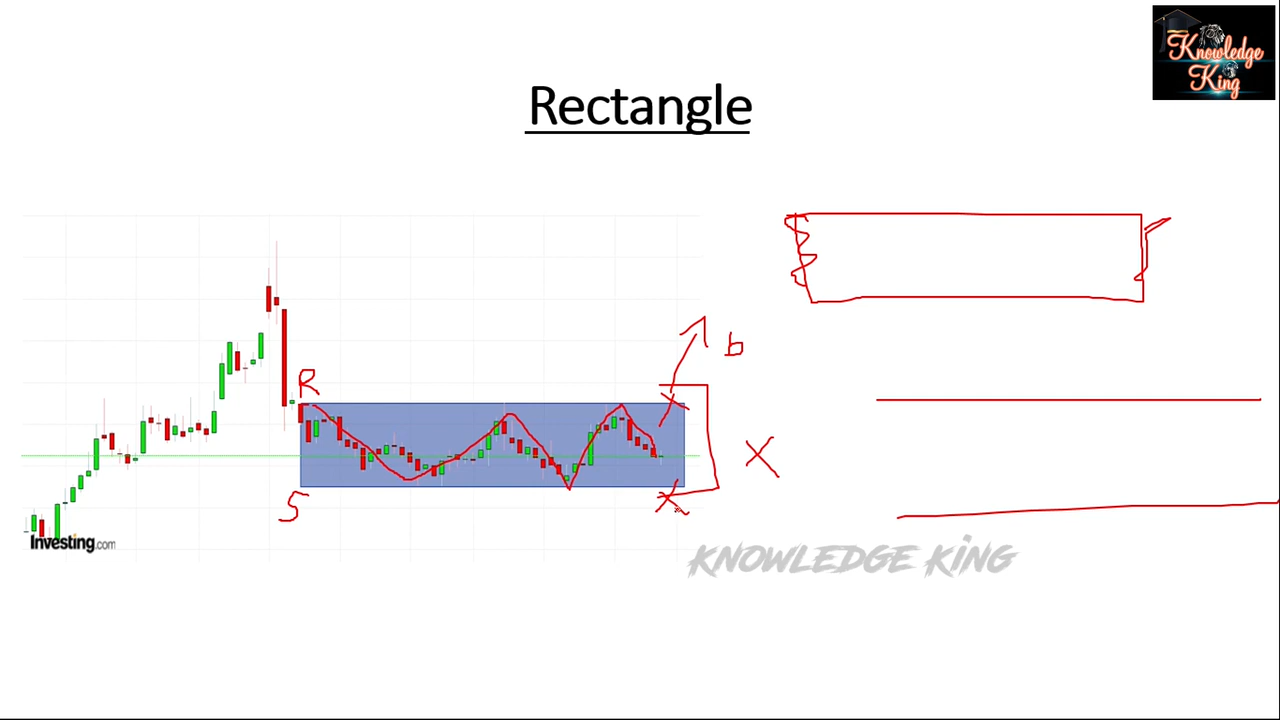 Knowledge
King
Rectangle
R
b
X
S
Investing.com
KNOWLEDGE KING